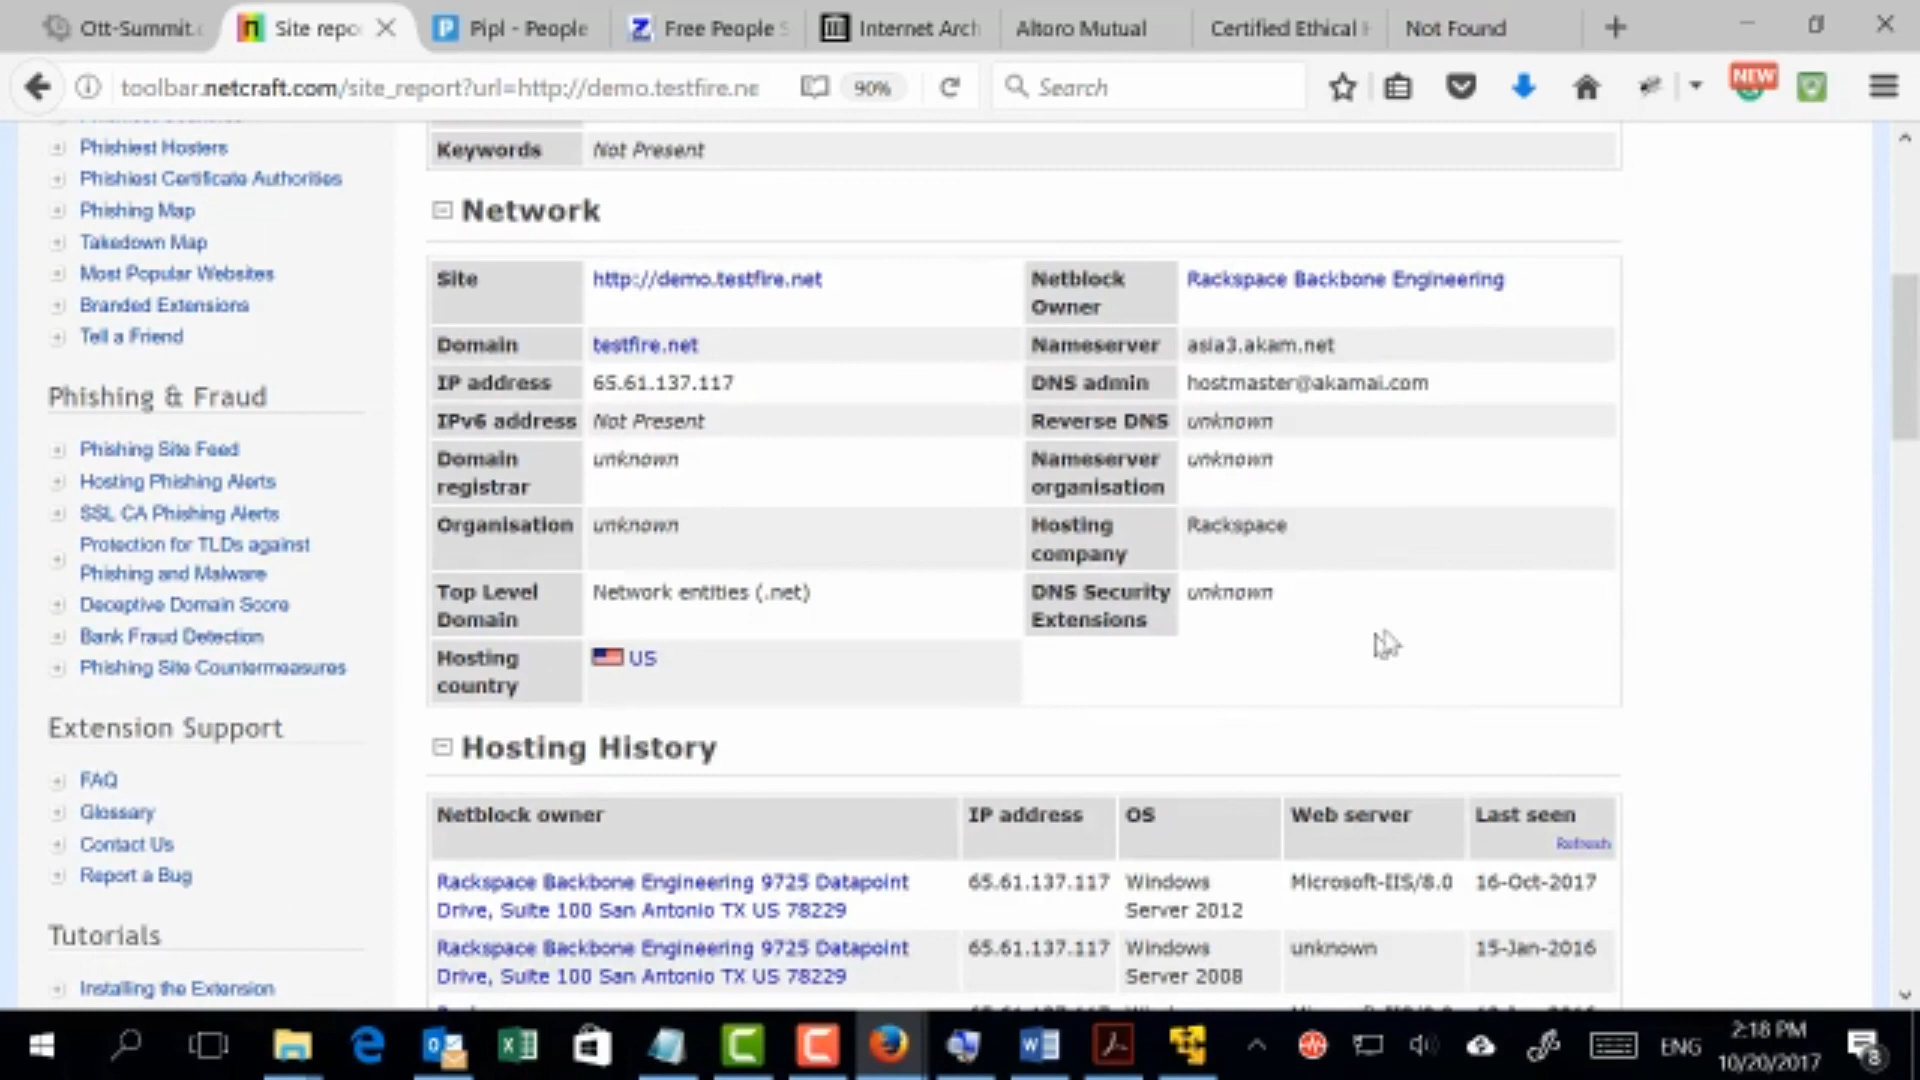 Ott-Summit.c
Site repo
Pipl - People
Free People S
Internet Arch
Altoro Mutual
Certified Ethical H
Not Found
toolbar.netcraft.com/site_report?url=http://demo.testfire.ne
90%
Search
NEW
Phishiest Hosters
Phishiest Certificate Authorities
Phishing Map
Takedown Map
Most Popular Websites
Branded Extensions
Tell a Friend
Phishing & Fraud
Phishing Site Feed
Hosting Phishing Alerts
SSL CA Phishing Alerts
Protection for TLDs against
Phishing and Malware
Deceptive Domain Score
Bank Fraud Detection
Phishing Site Countermeasures
Extension Support
FAQ
Glossary
Contact Us
Report a Bug
Tutorials
Installing the Extension
Keywords Not Present
Network
Site http://demo.testfire.net Netblock Rackspace Backbone Engineering
Owner
Domain testfire.net Nameserver asia3.akam.net
IP address 65.61.137.117 DNS admin hostmaster@akamai.com
IPv6 address Not Present Reverse DNS unknown
Domain unknown Nameserver unknown
registrar organisation
Organisation unknown Hosting Rackspace
company
Top Level Network entities (.net) DNS Security unknown
Domain Extensions
Hosting US
country
Hosting History
Netblock owner IP address OS Web server Last seen
Refresh
Rackspace Backbone Engineering 9725 Datapoint 65.61.137.117 Windows Microsoft-IIS/8.0 16-Oct-2017
Drive, Suite 100 San Antonio TX US 78229 Server 2012
Rackspace Backbone Engineering 9725 Datapoint 65.61.137.117 Windows unknown 15-Jan-2016
Drive, Suite 100 San Antonio TX US 78229 Server 2008
ENG
2:18 PM
10/20/2017
8